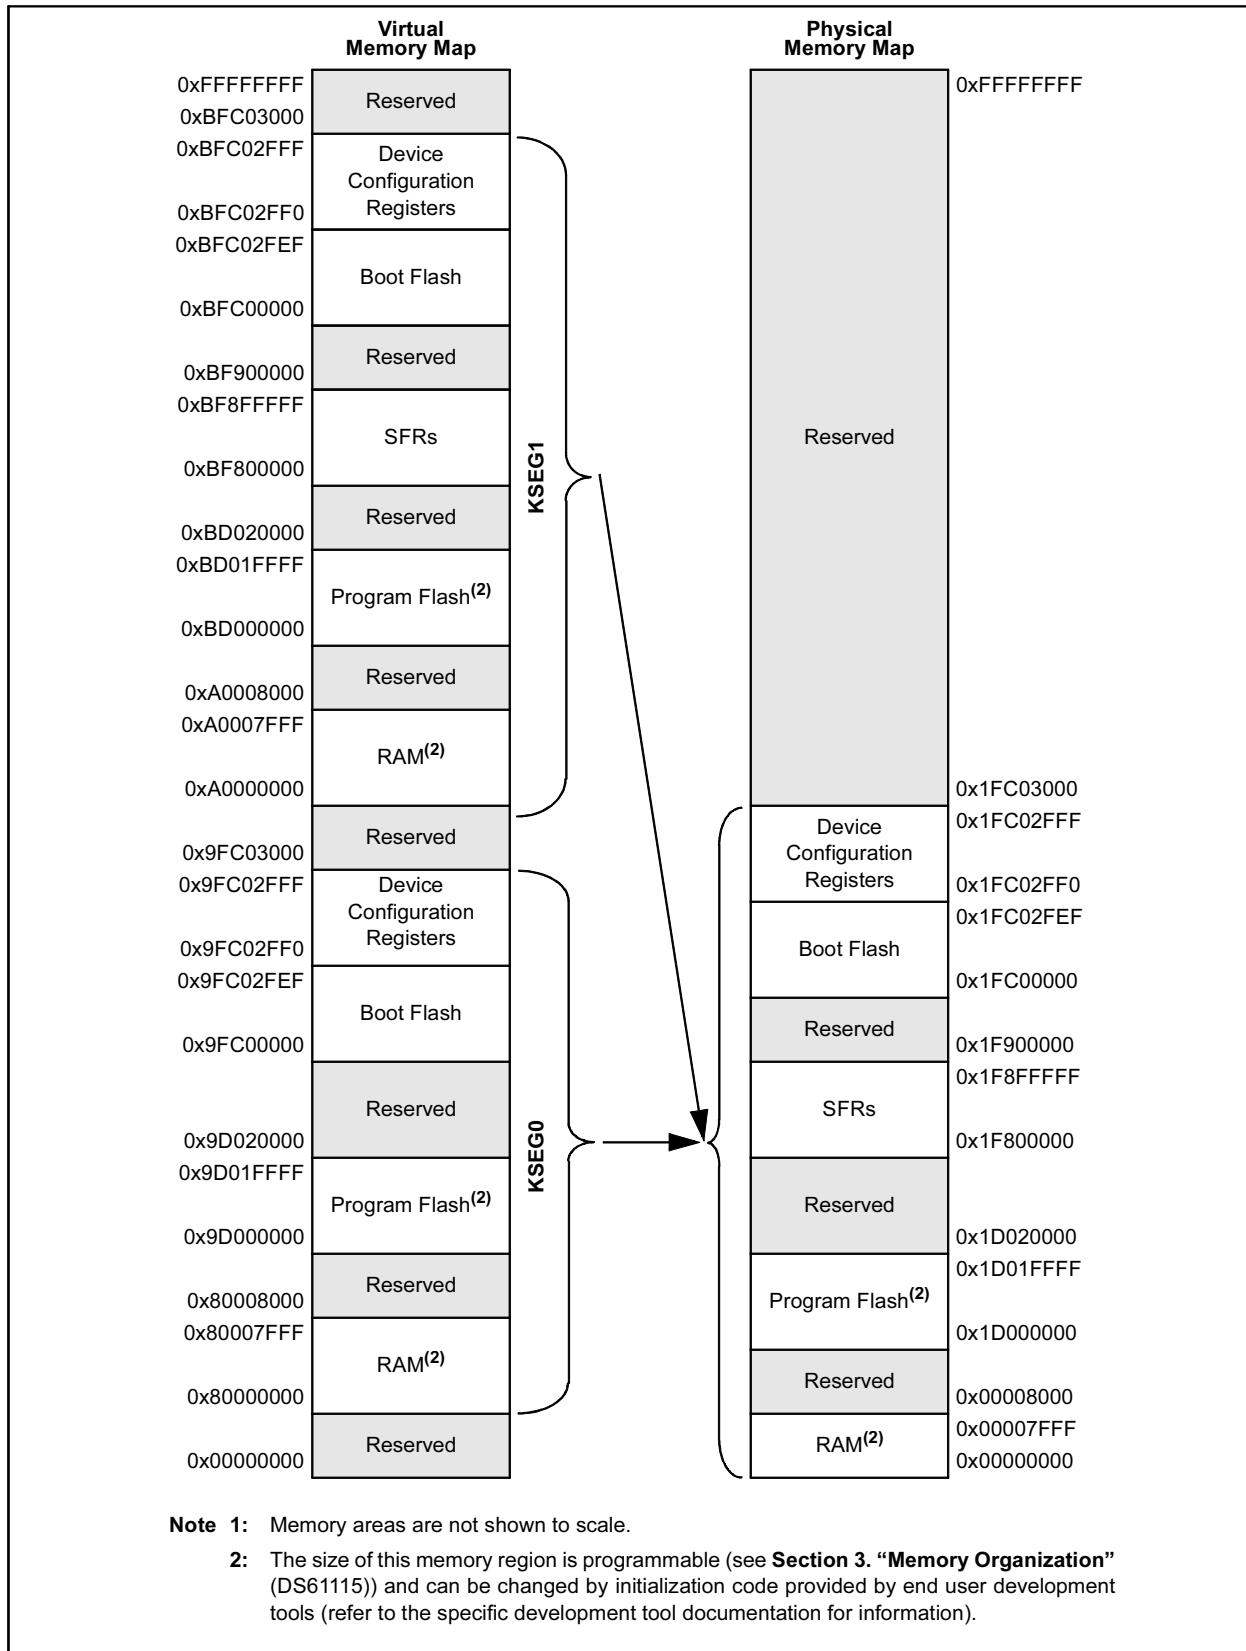 Virtual
Memory Map
0xFFFFFFFF
Reserved
0xBFC03000
0xBFC02FFF
Device
Configuration
Registers
0xBFC02FF0
0xBFC02FEF
Boot Flash
0xBFC00000
Reserved
0xBF900000
0xBF8FFFFF
SFRs
0xBF800000
Reserved
0xBD020000
0xBD01FFFF
Program Flash(2)
0xBD000000
Reserved
0xA0008000
0xA0007FFF
RAM(2)
0xA0000000
Reserved
0x9FC03000
0x9FC02FFF
Device
Configuration
Registers
0x9FC02FF0
0x9FC02FEF
Boot Flash
0x9FC00000
Reserved
0x9D020000
0x9D01FFFF
Program Flash(2)
0x9D000000
Reserved
0x80008000
0x80007FFF
RAM(2)
0x80000000
Reserved
0x00000000
KSEG1
KSEG0
Physical
Memory Map
0xFFFFFFFF
Reserved
0x1FC03000
0x1FC02FFF
Device
Configuration
Registers
0x1FC02FF0
0x1FC02FEF
Boot Flash
0x1FC00000
Reserved
0x1F900000
0x1F8FFFFF
SFRs
0x1F800000
Reserved
0x1D020000
0x1D01FFFF
Program Flash(2)
0x1D000000
Reserved
0x00008000
0x00007FFF
RAM(2)
0x00000000
Note 1: Memory areas are not shown to scale.
2: The size of this memory region is programmable (see Section 3. “Memory Organization”
(DS61115)) and can be changed by initialization code provided by end user development
tools (refer to the specific development tool documentation for information).